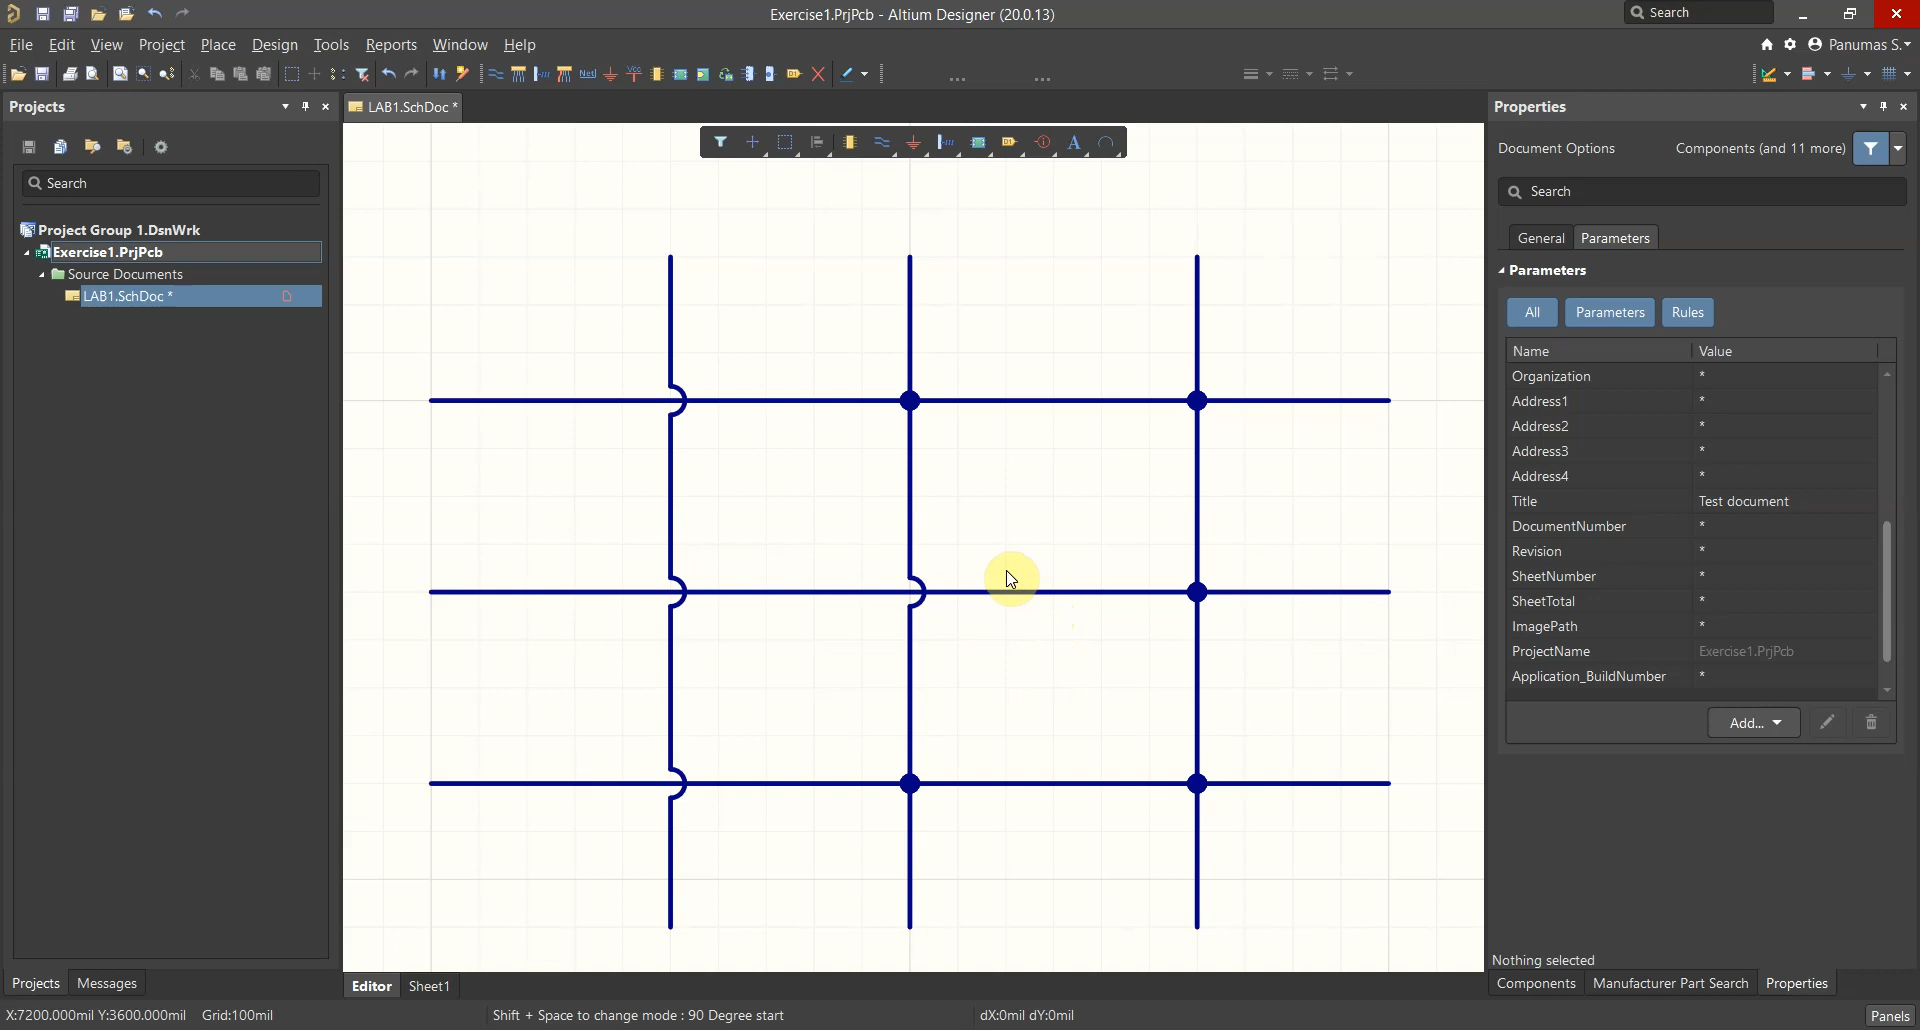 Exercise1.PrjPcb - Altium Designer (20.0.13)
Search
File Edit View Project Place Design Tools Reports Window Help
Panumas S.
Net
Vcc
D1
... ...
Projects
LAB1.SchDoc *
Properties
Document Options Components (and 11 more)
Search
Search
General Parameters
Project Group 1.DsnWrk
Exercise1.PrjPcb
Source Documents
LAB1.SchDoc *
Parameters
All Parameters Rules
Name Value
Organization *
Address1 *
Address2 *
Address3 *
Address4 *
Title Test document
DocumentNumber *
Revision *
SheetNumber *
SheetTotal *
ImagePath *
ProjectName Exercise1.PrjPcb
Application_BuildNumber *
Add...
Nothing selected
Projects Messages
Editor Sheet1
Components Manufacturer Part Search Properties
X:7200.000mil Y:3600.000mil Grid:100mil
Shift + Space to change mode : 90 Degree start
dX:0mil dY:0mil
Panels